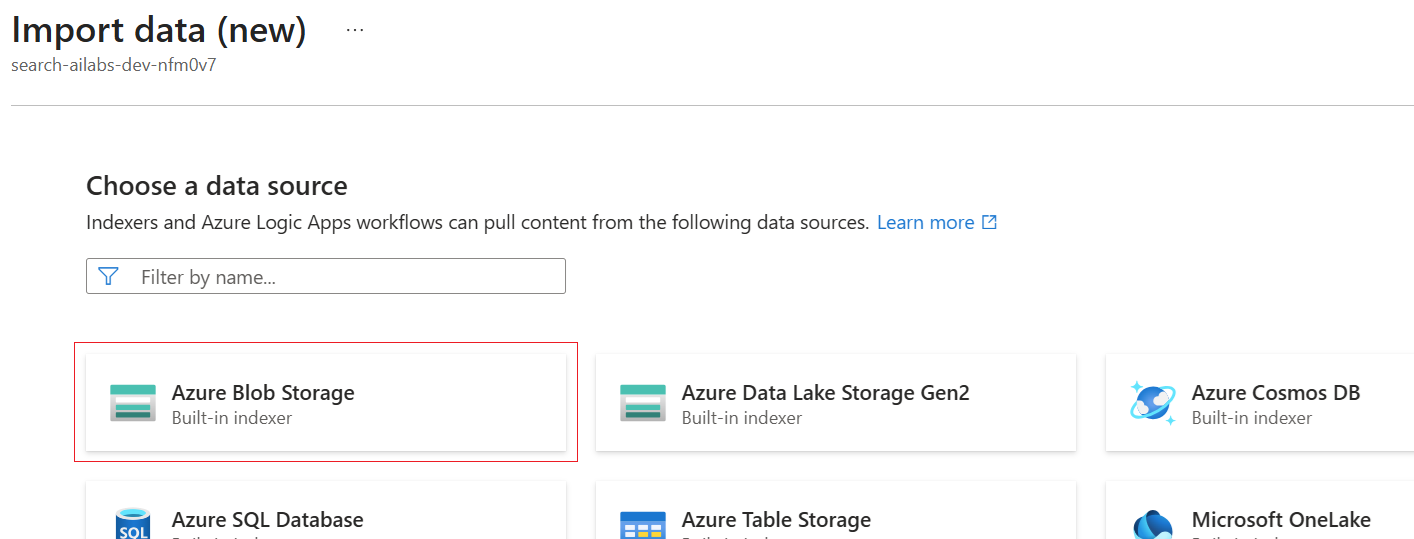 Import data (new) ...
search-ailabs-dev-nfm0v7
Choose a data source
Indexers and Azure Logic Apps workflows can pull content from the following data sources. Learn more
Filter by name...
Azure Blob Storage
Built-in indexer
Azure Data Lake Storage Gen2
Built-in indexer
Azure Cosmos DB
Built-in indexer
SQL
Azure SQL Database
Azure Table Storage
Microsoft OneLake